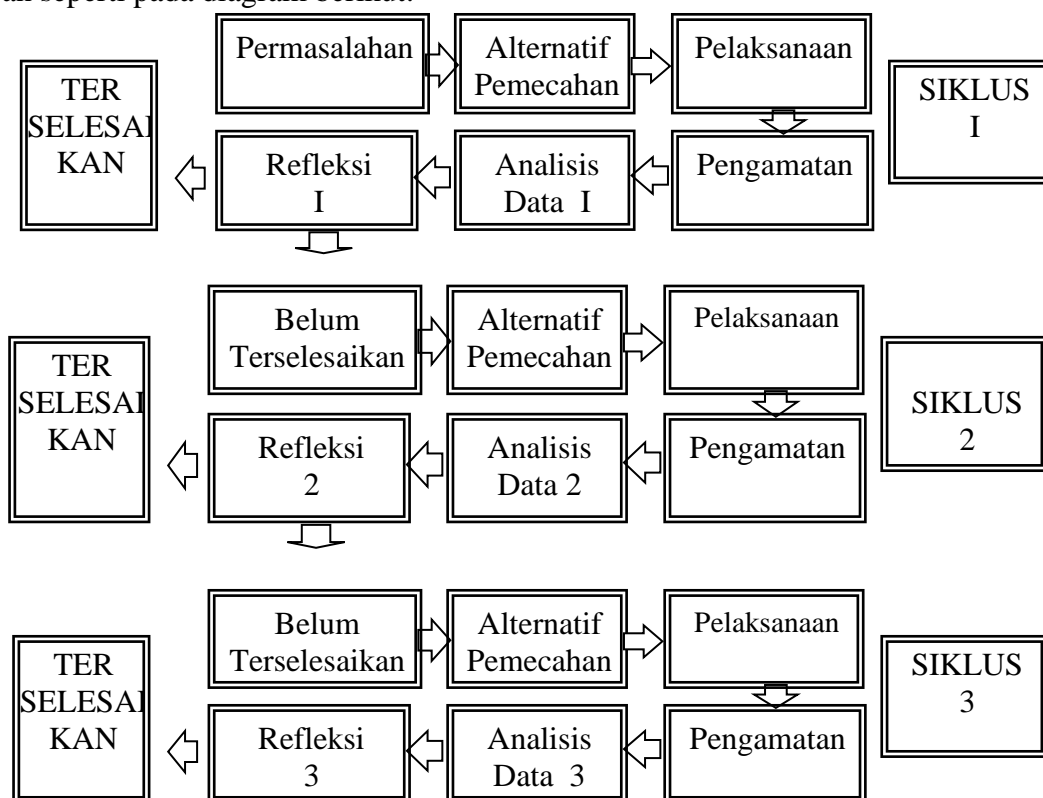 seperti pada diagram berikut.
Permasalahan
Alternatif
Pemecahan
Pelaksanaan
TER
SELESAI
KAN
SIKLUS
I
Refleksi
I
Analisis
Data I
Pengamatan
Belum
Terselesaikan
Alternatif
Pemecahan
Pelaksanaan
TER
SELESAI
KAN
SIKLUS
2
Refleksi
2
Analisis
Data 2
Pengamatan
Belum
Terselesaikan
Alternatif
Pemecahan
Pelaksanaan
TER
SELESAI
KAN
SIKLUS
3
Refleksi
3
Analisis
Data 3
Pengamatan